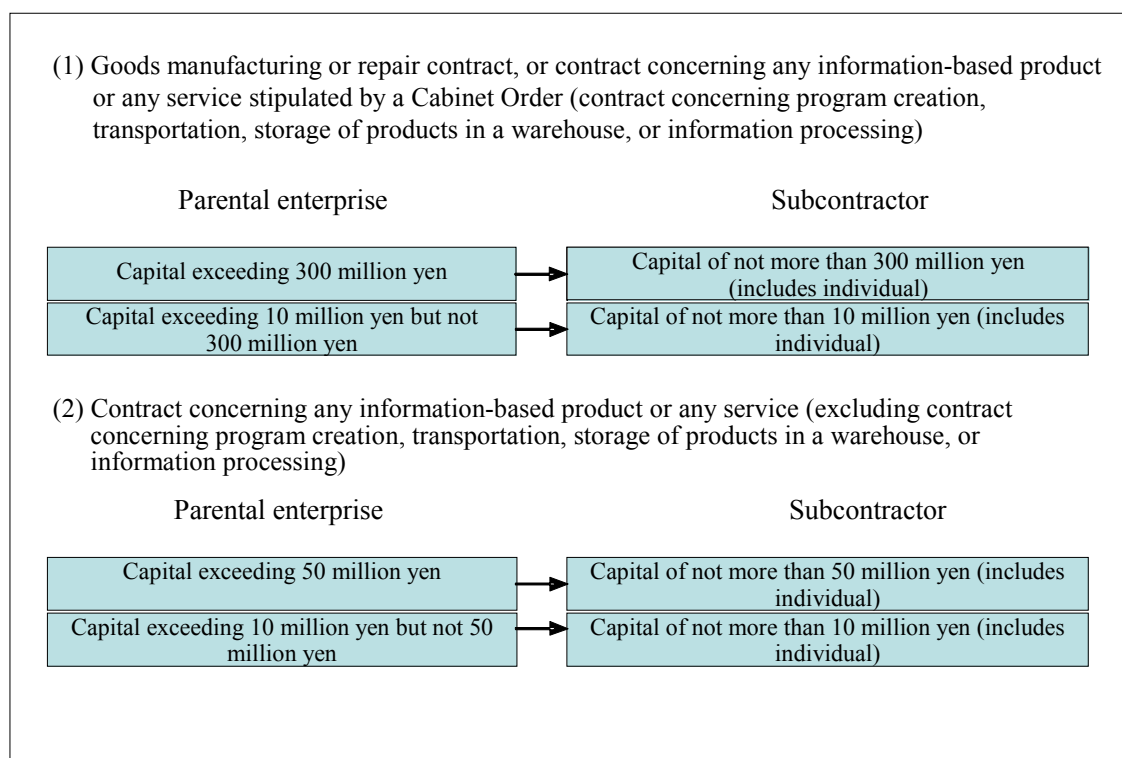 (1) Goods manufacturing or repair contract, or contract concerning any information-based product
or any service stipulated by a Cabinet Order (contract concerning program creation,
transportation, storage of products in a warehouse, or information processing)
Parental enterprise
Subcontractor
Capital exceeding 300 million yen
Capital of not more than 300 million yen
(includes individual)
Capital exceeding 10 million yen but not
300 million yen
Capital of not more than 10 million yen (includes
individual)
(2) Contract concerning any information-based product or any service (excluding contract
concerning program creation, transportation, storage of products in a warehouse, or
information processing)
Parental enterprise
Subcontractor
Capital exceeding 50 million yen
Capital of not more than 50 million yen (includes
individual)
Capital exceeding 10 million yen but not 50
million yen
Capital of not more than 10 million yen (includes
individual)